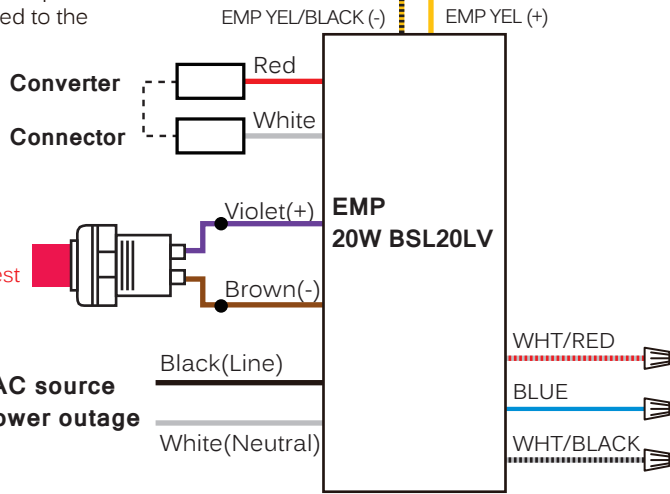 ed to the
EMP YEL/BLACK (-)
EMP YEL (+)
Converter
Red
Connector
White
Violet(+)
EMP
20W BSL20LV
est
Brown(-)
WHT/RED
Black(Line)
AC source
BLUE
ower outage
White(Neutral)
WHT/BLACK